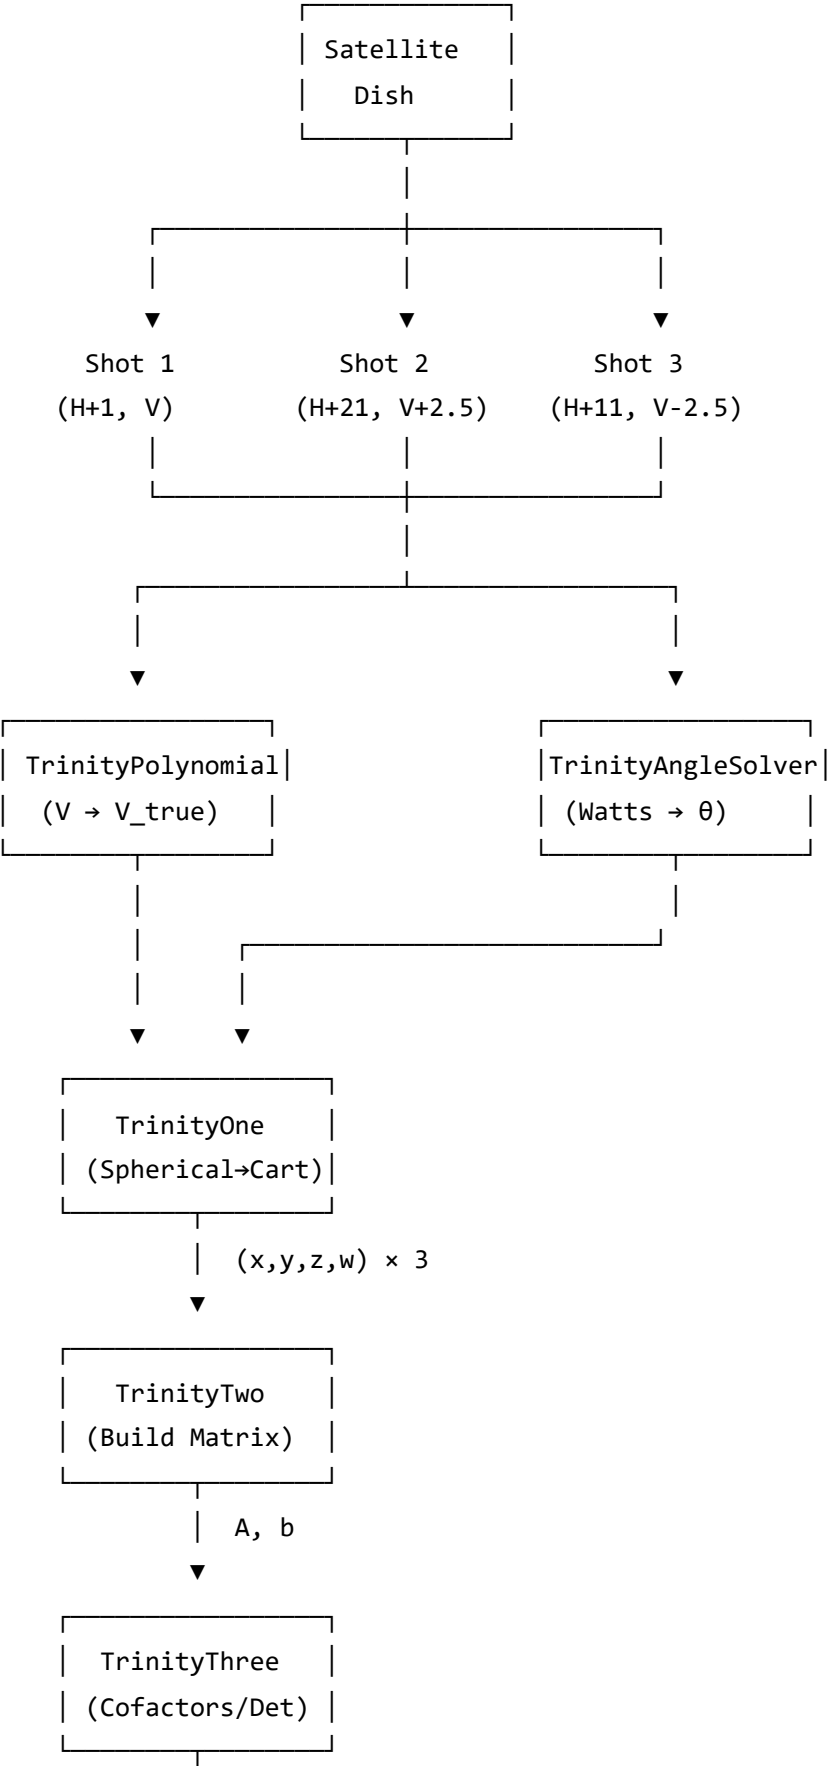 Satellite
Dish
Shot 1 Shot 2 Shot 3
(H+1, V) (H+21, V+2.5) (H+11, V-2.5)
TrinityPolynomial TrinityAngleSolver
(V → V_true) (Watts → θ)
TrinityOne
(Spherical→Cart)
(x,y,z,w) × 3
TrinityTwo
(Build Matrix)
A, b
TrinityThree
(Cofactors/Det)